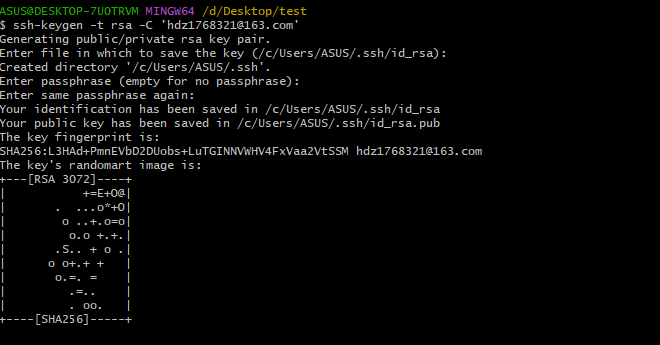 ASUS@DESKTOP-7UOTRVM MINGW64 /d/Desktop/test
$ ssh-keygen -t rsa -C 'hdz1768321@163.com'
Generating public/private rsa key pair.
Enter file in which to save the key (/c/Users/ASUS/.ssh/id_rsa):
Created directory '/c/Users/ASUS/.ssh'.
Enter passphrase (empty for no passphrase):
Enter same passphrase again:
Your identification has been saved in /c/Users/ASUS/.ssh/id_rsa
Your public key has been saved in /c/Users/ASUS/.ssh/id_rsa.pub
The key fingerprint is:
SHA256:L3HAd+PmnEVbD2DUobs+LuTGINNVWHV4FxVaa2VtSSM hdz1768321@163.com
The key's randomart image is:
+---[RSA 3072]----+
|           +=E+O@|
|       .  ...o*+O|
|        o ..+.o=o|
|         o.o +.+.|
|       .S.. + o .|
|      o o+.+ +   |
|       o.=. =    |
|         .=..    |
|         . oo.   |
+----[SHA256]-----+